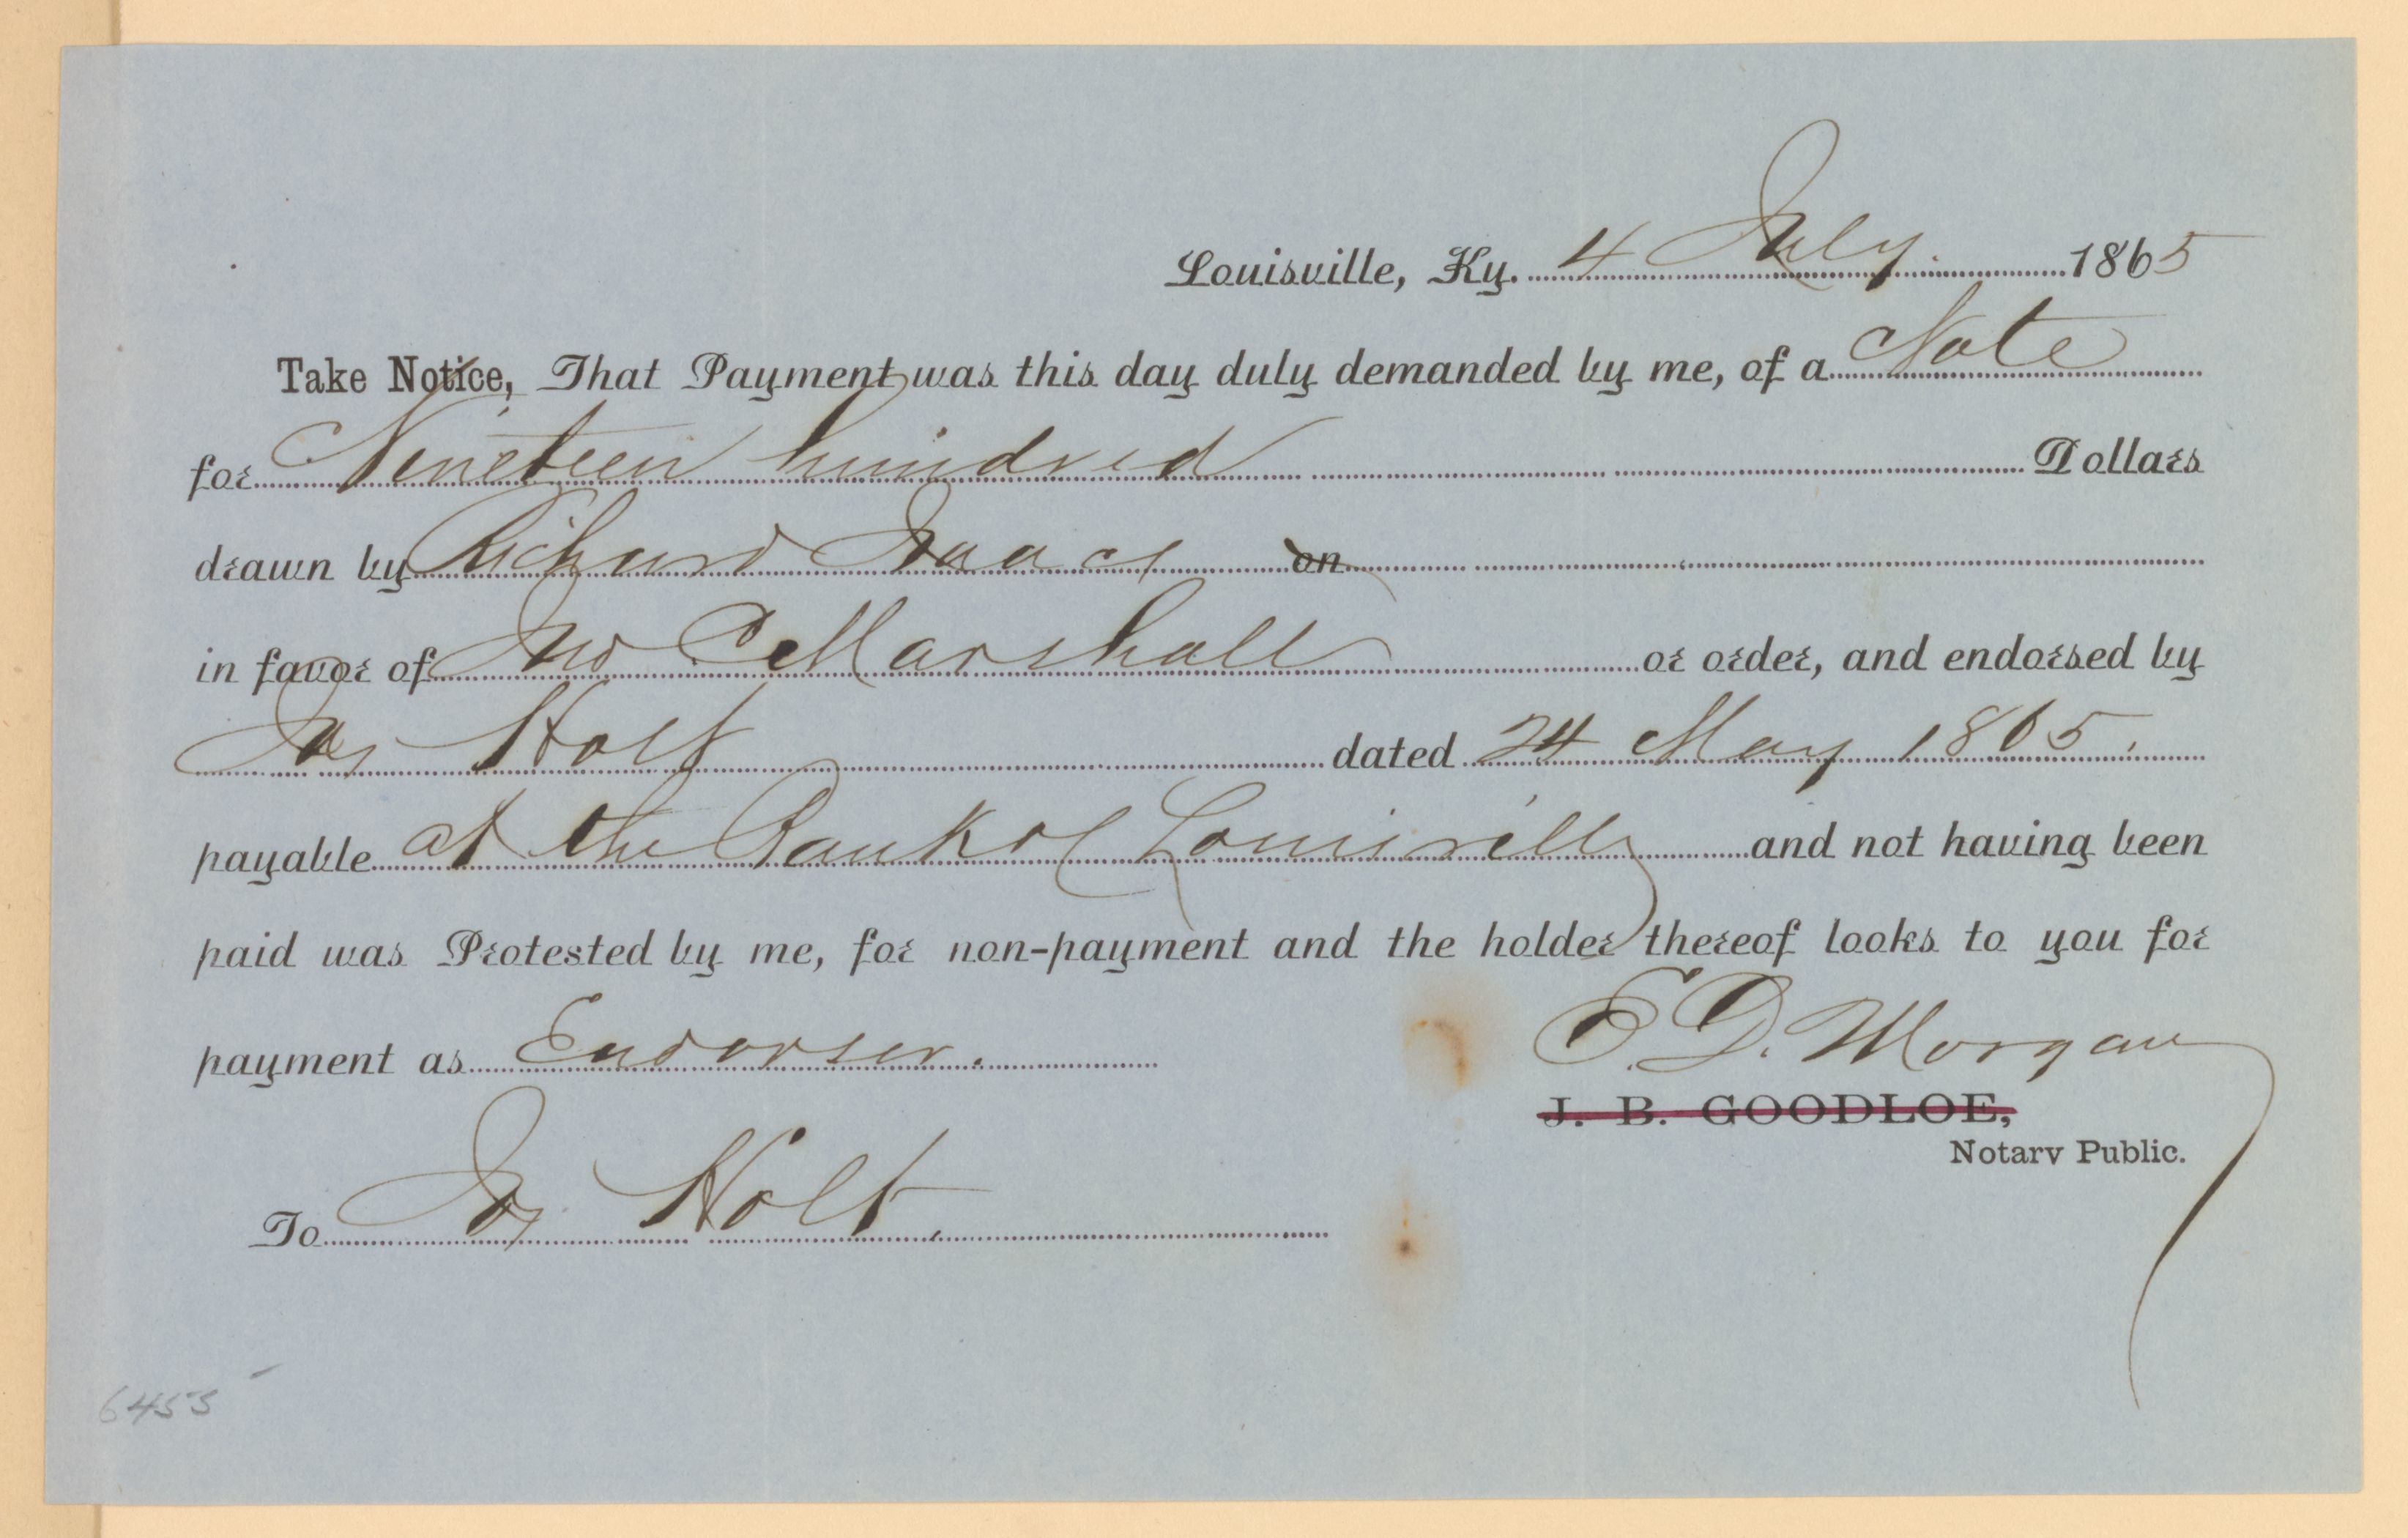 Louisville, Ky. 4 July 1865
Take Notice, That Payment was this day duly demanded by me, of a Note
for Nineteen hundred Dollars
drawn by Richard Isaacs on
in favor of Jno C Marshall or order, and endorsed by
Jos Holt dated 24 May 1865.
payable at the Bank of Louisville and not having been
paid was Protested by me, for non-payment and the holder thereof looks to you for
payment as Endorser.
E. D. Morgan
J. B. GOODLOE,
Notary Public.
To Jos Holt.
6455